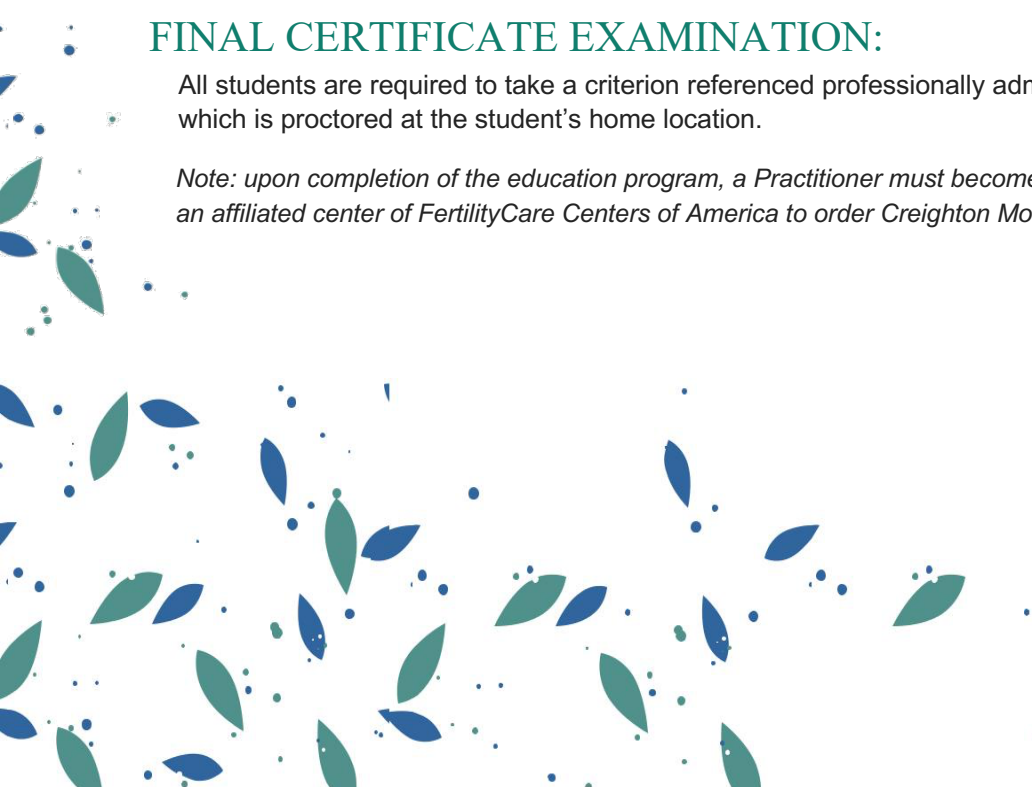 FINAL CERTIFICATE EXAMINATION:
All students are required to take a criterion referenced professionally
which is proctored at the student’s home location.
Note: upon completion of the education program, a Practitioner must become
an affiliated center of FertilityCare Centers of America to order Creighton